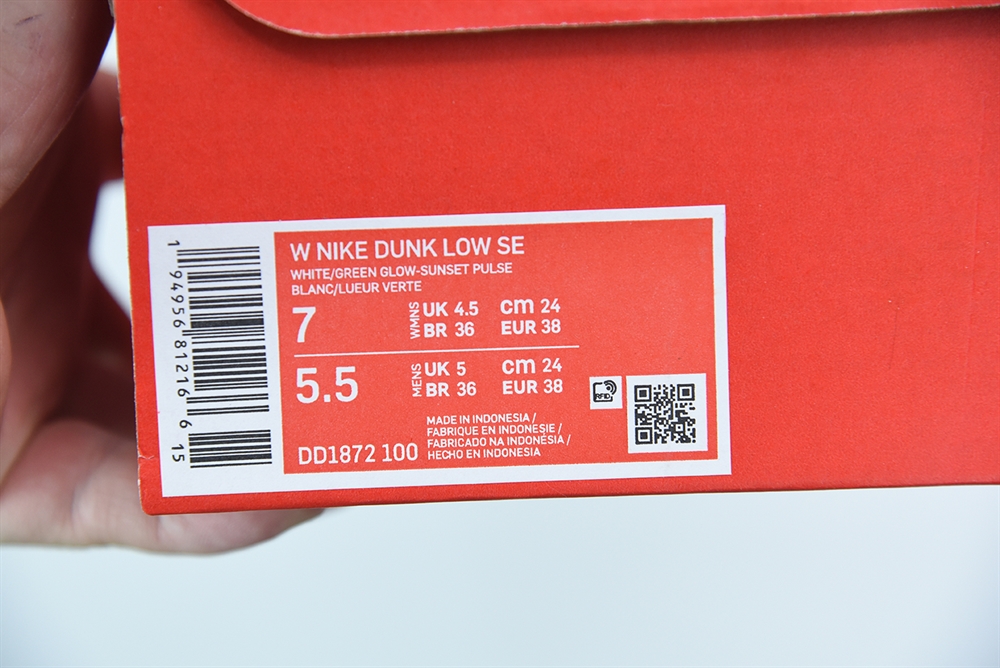 W NIKE DUNK LOW SE
WHITE/GREEN GLOW-SUNSET PULSE
BLANC/LUEUR VERTE
7
WMNS
UK 4.5 cm 24
BR 36 EUR 38
5.5
MENS
UK 5 cm 24
BR 36 EUR 38
DD1872 100
MADE IN INDONESIA /
FABRIQUE EN INDONESIE /
FABRICADO NA INDONÉSIA /
HECHO EN INDONESIA
RFID
1 94956 81216 6 15